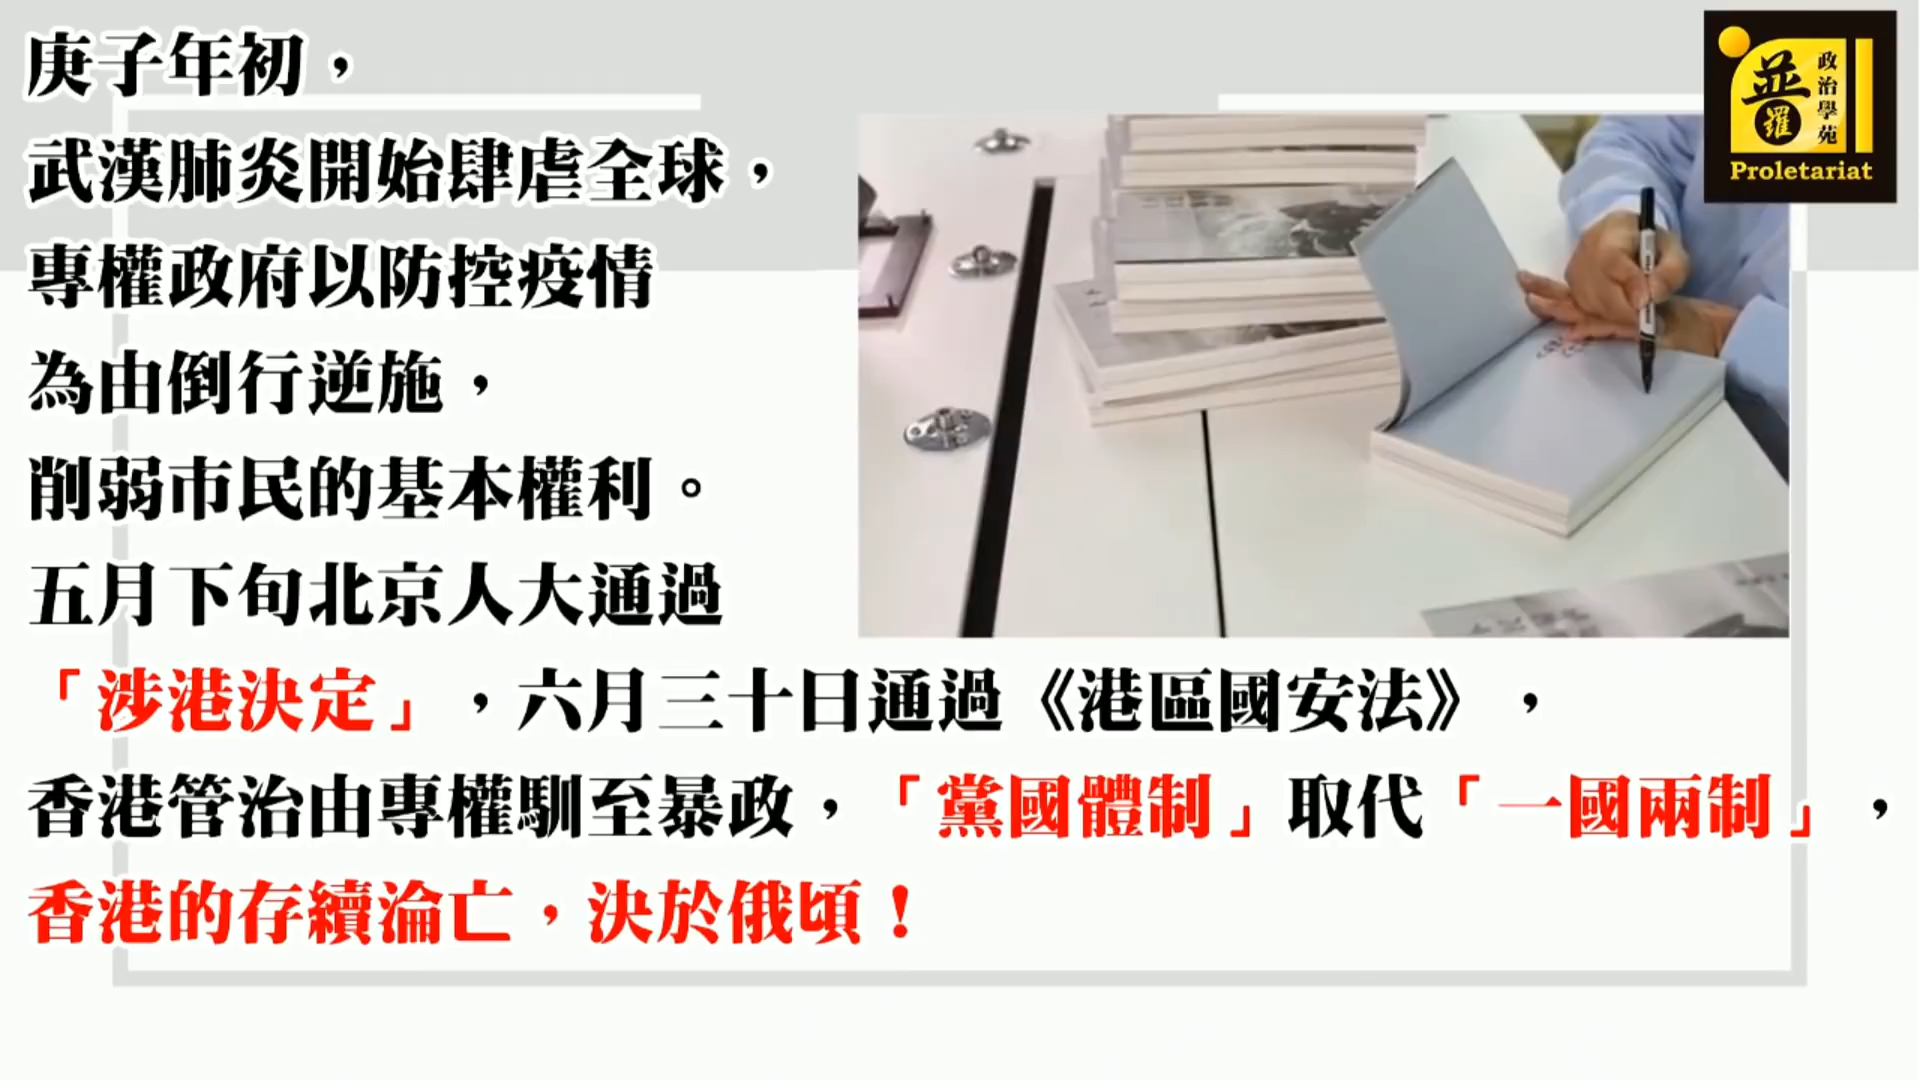 庚子年初，
武漢肺炎開始肆虐全球，
專權政府以防控疫情
為由倒行逆施，
削弱市民的基本權利。
五月下旬北京人大通過
「涉港決定」，六月三十日通過《港區國安法》，
香港管治由專權馴至暴政，「黨國體制」取代「一國兩制」，
香港的存續淪亡，決於俄頃！
普羅
政治學苑
Proletariat